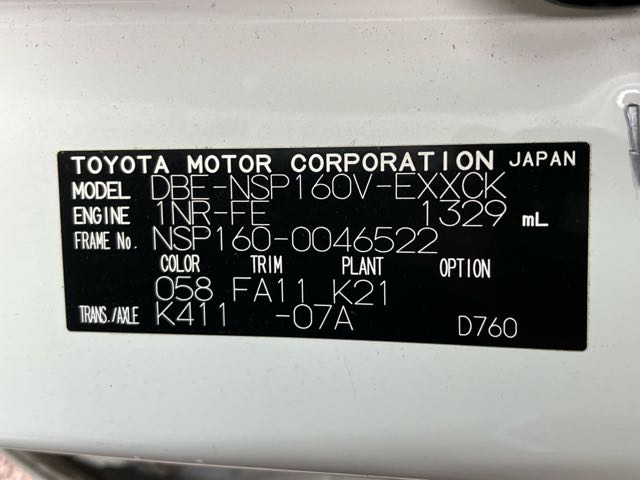 TOYOTA MOTOR CORPORATION JAPAN
MODEL DBE-NSP160V-EXXCK
ENGINE 1NR-FE 1329 mL
FRAME No. NSP160-0046522
COLOR TRIM PLANT OPTION
058 FA11 K21
TRANS./AXLE K411 -07A D760